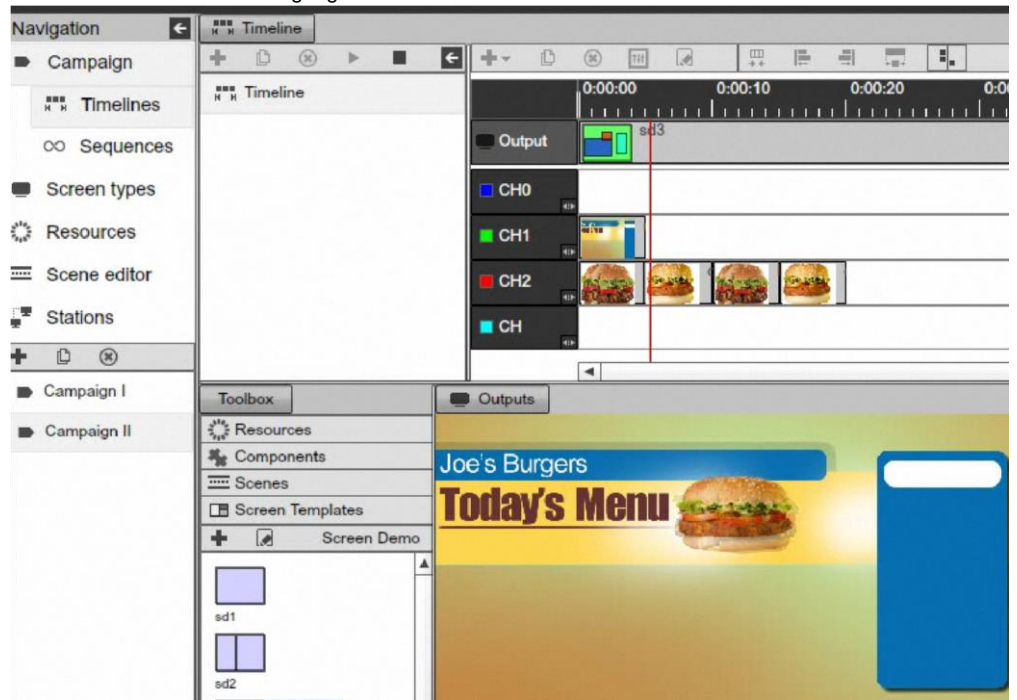 Navigation
Timeline
Campaign
Timelines
Sequences
Screen types
Resources
Scene editor
Stations
Campaign I
Campaign II
Timeline
0:00:00 0:00:10 0:00:20
Output
sd3
CH0
CH1
CH2
CH
Toolbox
Resources
Components
Scenes
Screen Templates
Screen Demo
sd1
sd2
Outputs
Joe's Burgers
Today's Menu